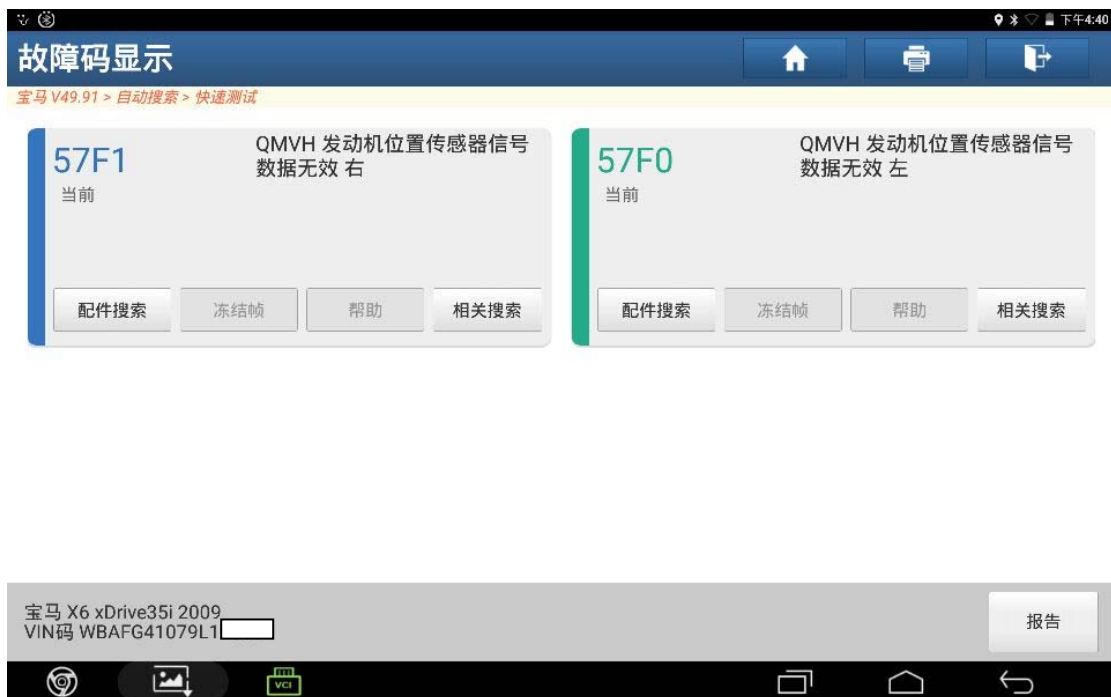 下午4:40
故障码显示
宝马 V49.91 > 自动搜索 > 快速测试
57F1
当前
QMVH 发动机位置传感器信号
数据无效 右
配件搜索
冻结帧
帮助
相关搜索
57F0
当前
QMVH 发动机位置传感器信号
数据无效 左
配件搜索
冻结帧
帮助
相关搜索
宝马 X6 xDrive35i 2009
VIN码 WBAFG41079L1
报告
VCI